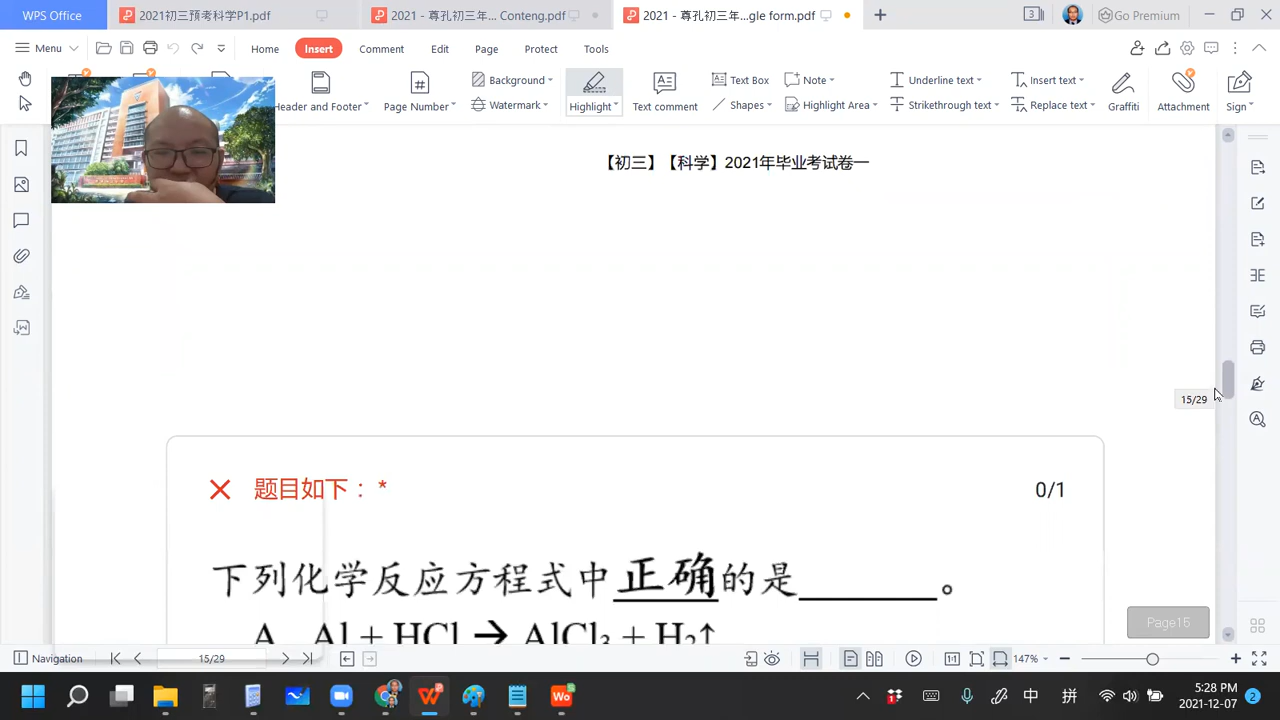 WPS Office
2021初三预考科学P1.pdf
2021 - 尊孔初三年... Conteng.pdf
2021 - 尊孔初三年...gle form.pdf
3
Go Premium
Menu
Home
Insert
Comment
Edit
Page
Protect
Tools
Header and Footer
Page Number
Background
Watermark
Highlight
Text comment
Text Box
Shapes
Note
Highlight Area
Underline text
Strikethrough text
Insert text
Replace text
Graffiti
Attachment
Sign
【初三】【科学】2021年毕业考试卷一
15/29
题目如下： *
0/1
下列化学反应方程式中正确的是________。
A Al + HCl → AlCl₃ + H₂↑
Page15
Navigation
15/29
147%
中
拼
5:28 PM
2021-12-07
2